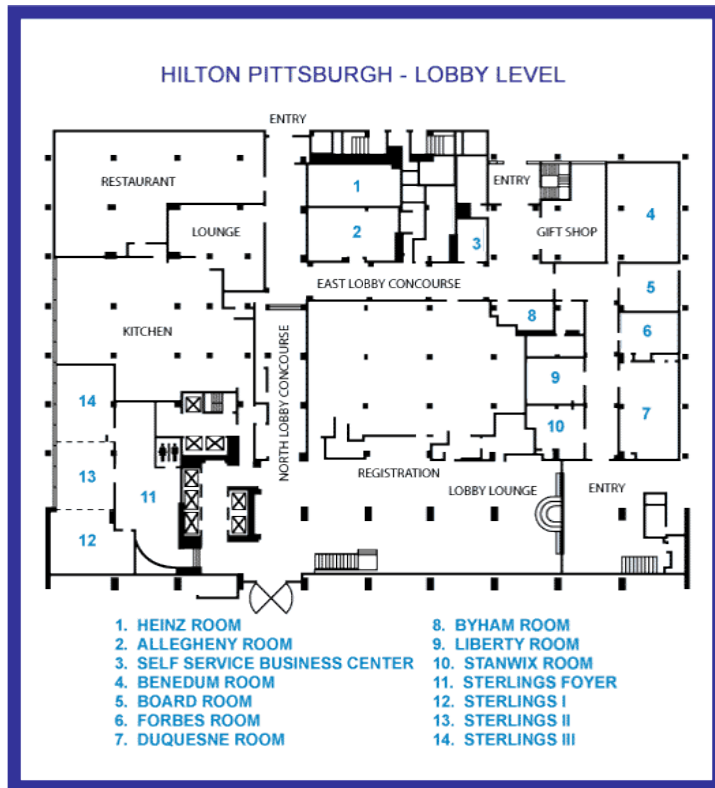 HILTON PITTSBURGH - LOBBY LEVEL
ENTRY
RESTAURANT
1
ENTRY
LOUNGE
2
3
GIFT SHOP
4
EAST LOBBY CONCOURSE
5
KITCHEN
8
6
NORTH LOBBY CONCOURSE
9
14
10
7
13
11
REGISTRATION
LOBBY LOUNGE
ENTRY
12
1. HEINZ ROOM
2. ALLEGHENY ROOM
3. SELF SERVICE BUSINESS CENTER
4. BENEDUM ROOM
5. BOARD ROOM
6. FORBES ROOM
7. DUQUESNE ROOM
8. BYHAM ROOM
9. LIBERTY ROOM
10. STANWIX ROOM
11. STERLINGS FOYER
12. STERLINGS I
13. STERLINGS II
14. STERLINGS III